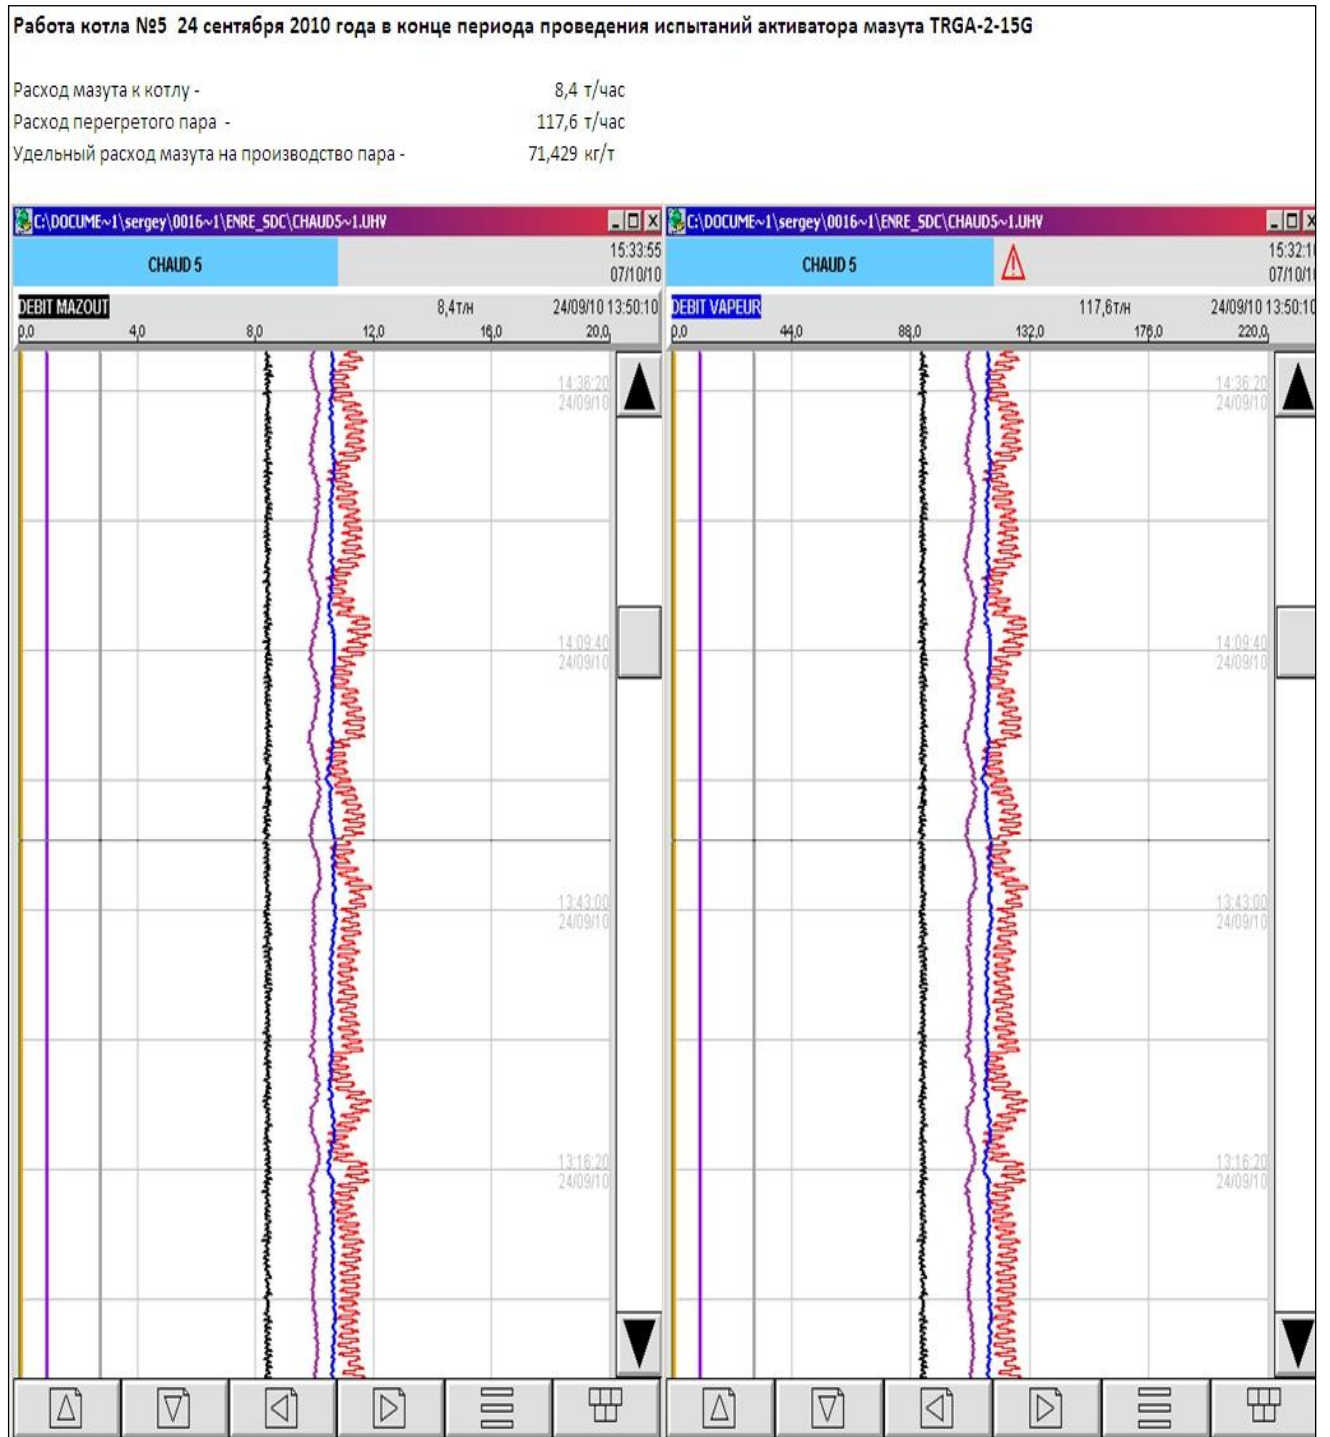 Работа котла №5 24 сентября 2010 года в конце периода проведения испытаний активатора мазута TRGA-2-15G
Расход мазута к котлу - 8,4 т/час
Расход перегретого пара - 117,6 т/час
Удельный расход мазута на производство пара - 71,429 кг/т
C:\DOCUME~1\sergey\0016~1\ENRE_SDC\CHAUD5~1.UHV
CHAUD 5
15:33:55
07/10/10
DEBIT MAZOUT 8,4т/н 24/09/10 13:50:10
0,0 4,0 8,0 12,0 16,0 20,0
14:36:20
24/09/10
14:09:40
24/09/10
13:43:00
24/09/10
13:16:20
24/09/10
C:\DOCUME~1\sergey\0016~1\ENRE_SDC\CHAUD5~1.UHV
CHAUD 5
15:32:1
07/10/1
DEBIT VAPEUR 117,6т/н 24/09/10 13:50:10
0,0 44,0 88,0 132,0 176,0 220,0
14:36:20
24/09/10
14:09:40
24/09/10
13:43:00
24/09/10
13:16:20
24/09/10